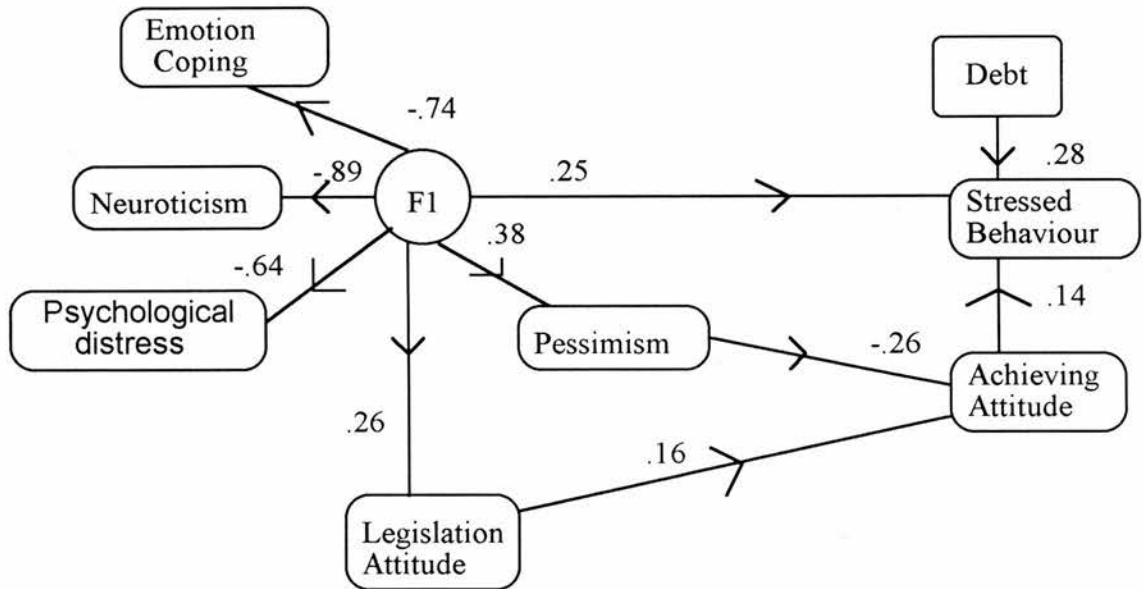 Emotion
Coping
Debt
-.74
-.89
.25
.28
Neuroticism
F1
Stressed
Behaviour
.38
-.64
.14
Psychological
distress
Pessimism
-.26
Achieving
Attitude
.26
.16
Legislation
Attitude